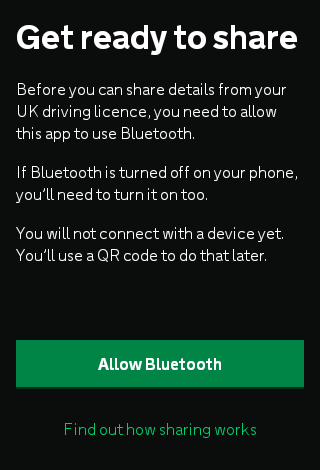 Get ready to share
Before you can share details from your
UK driving licence, you need to allow
this app to use Bluetooth.
If Bluetooth is turned off on your phone,
you'll need to turn it on too.
You will not connect with a device yet.
You'll use a QR code to do that later.
Allow Bluetooth
Find out how sharing works